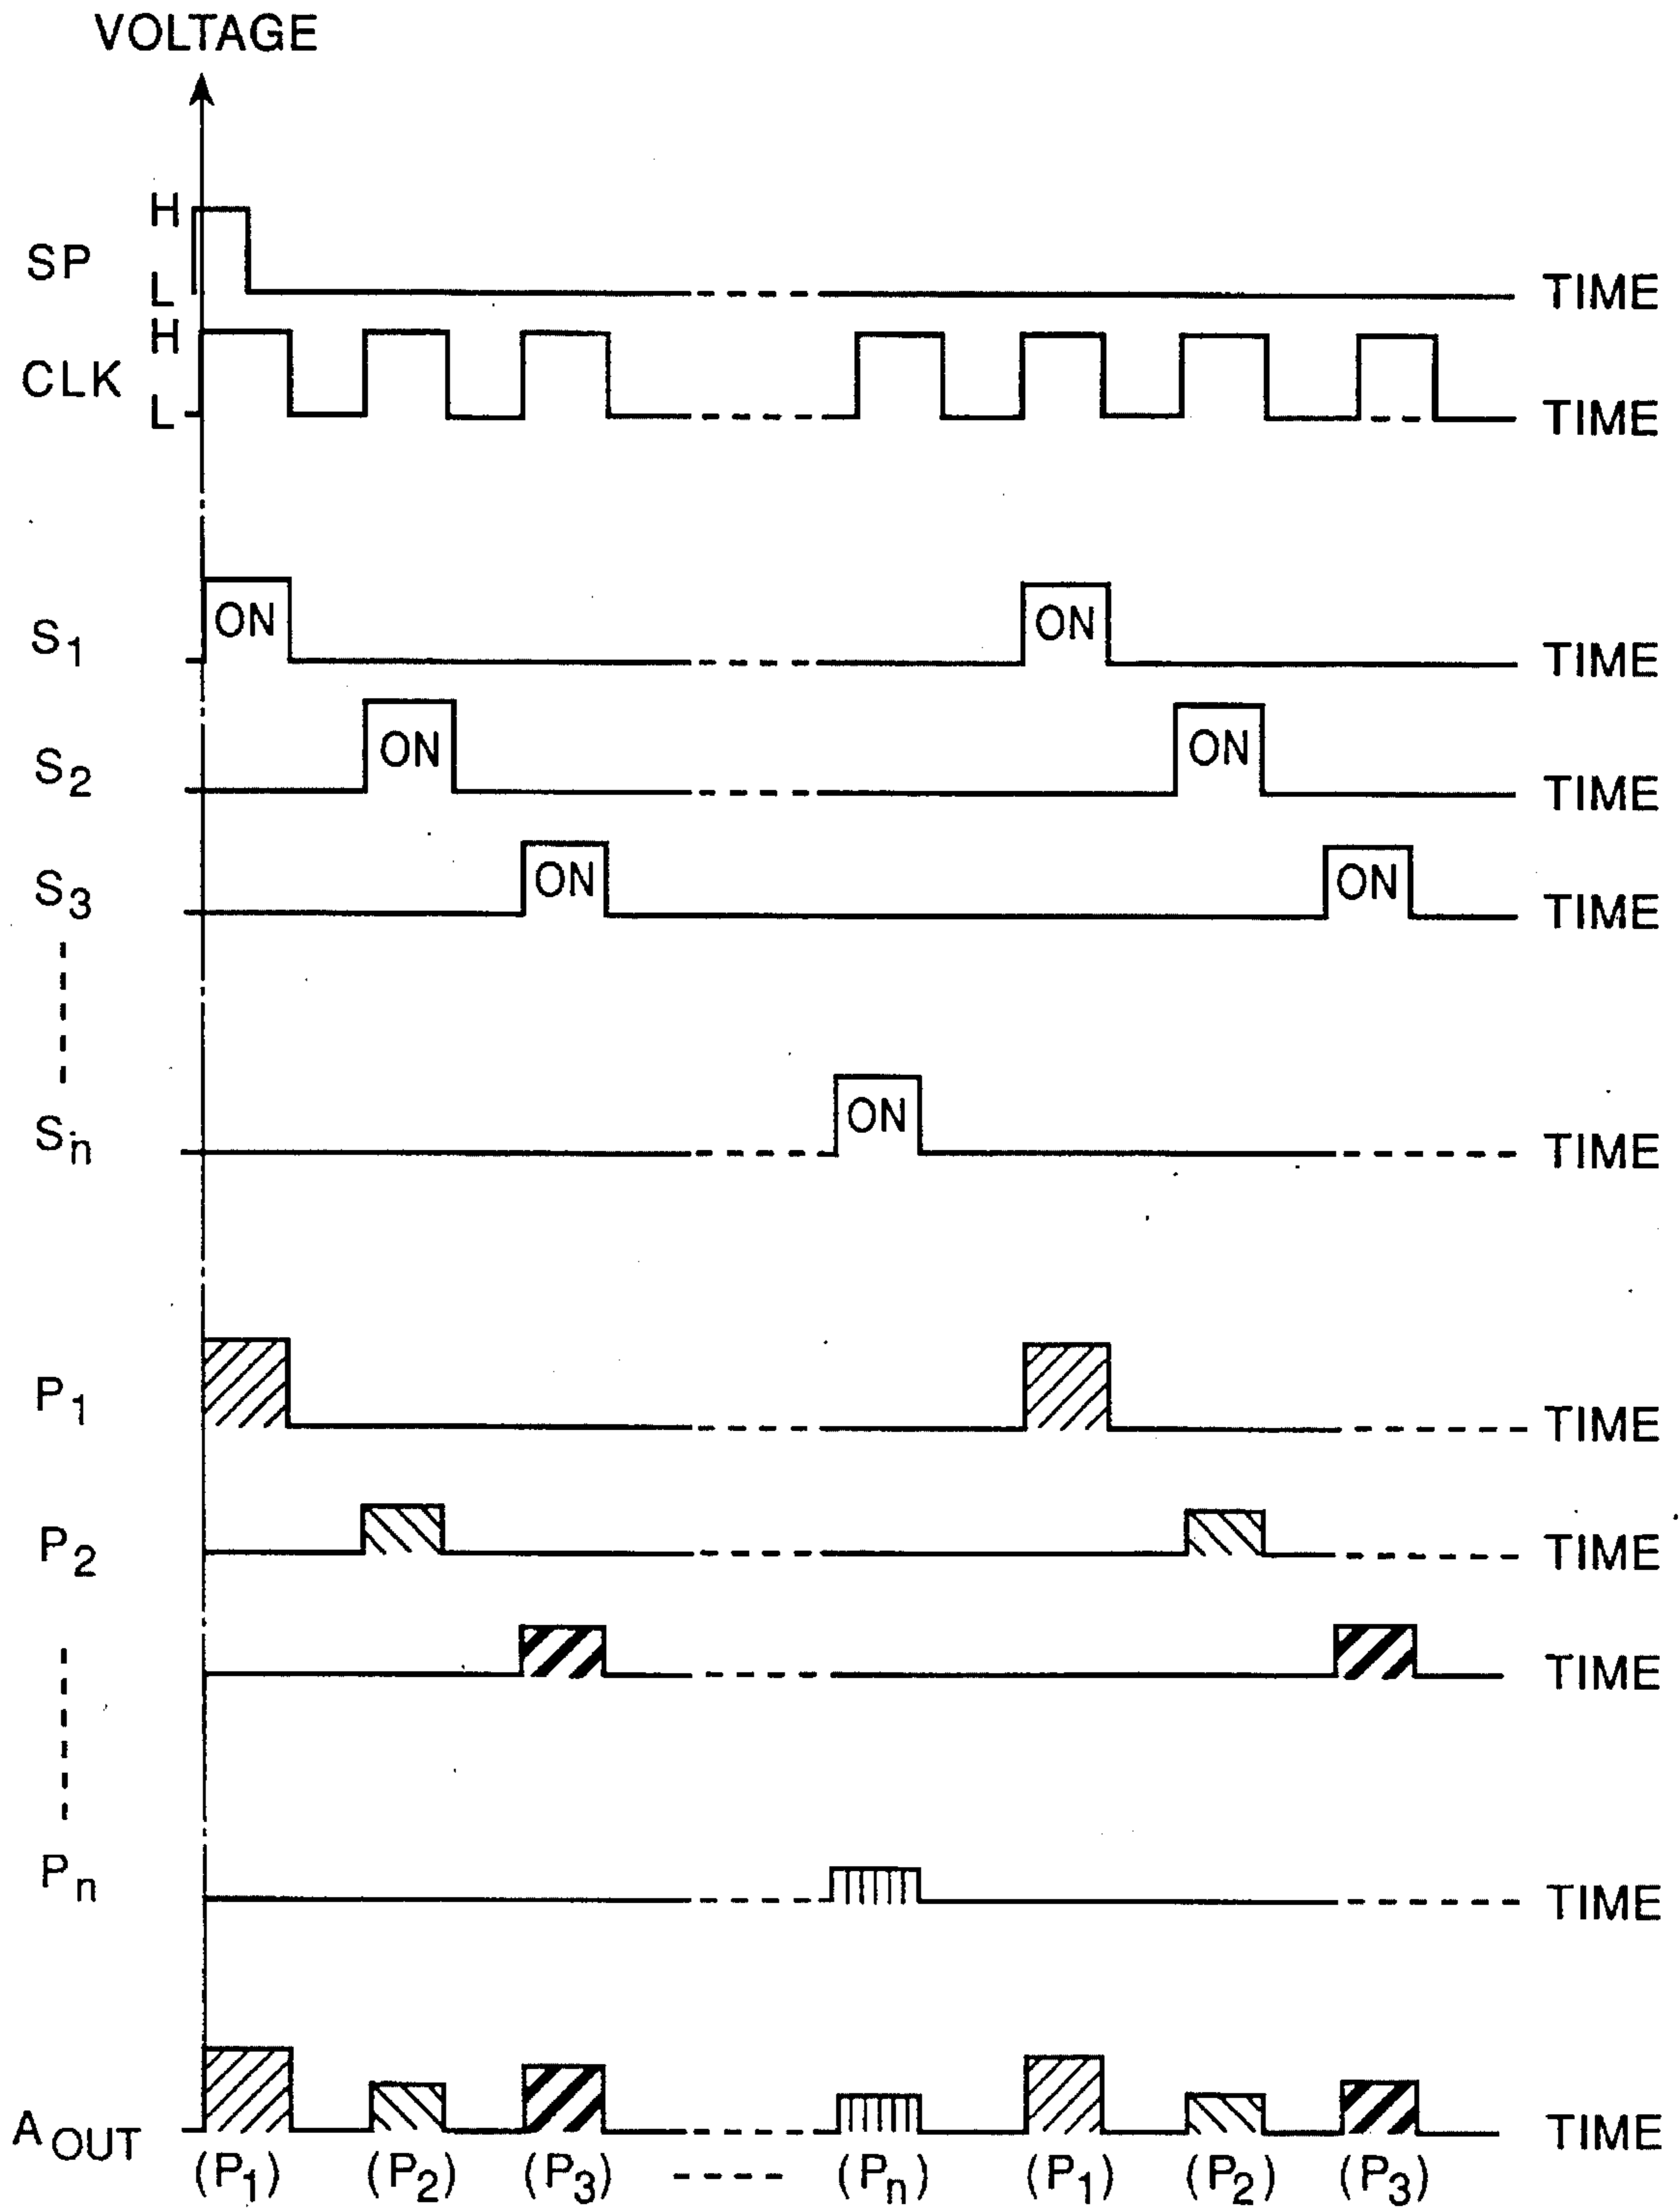 VOLTAGE
H
SP
L TIME
H
CLK
L TIME
ON ON
S1 TIME
ON ON
S2 TIME
ON ON
S3 TIME
ON
Sn TIME
P1 TIME
P2 TIME
TIME
Pn TIME
AOUT TIME
(P1) (P2) (P3) ---- (Pn) (P1) (P2) (P3)